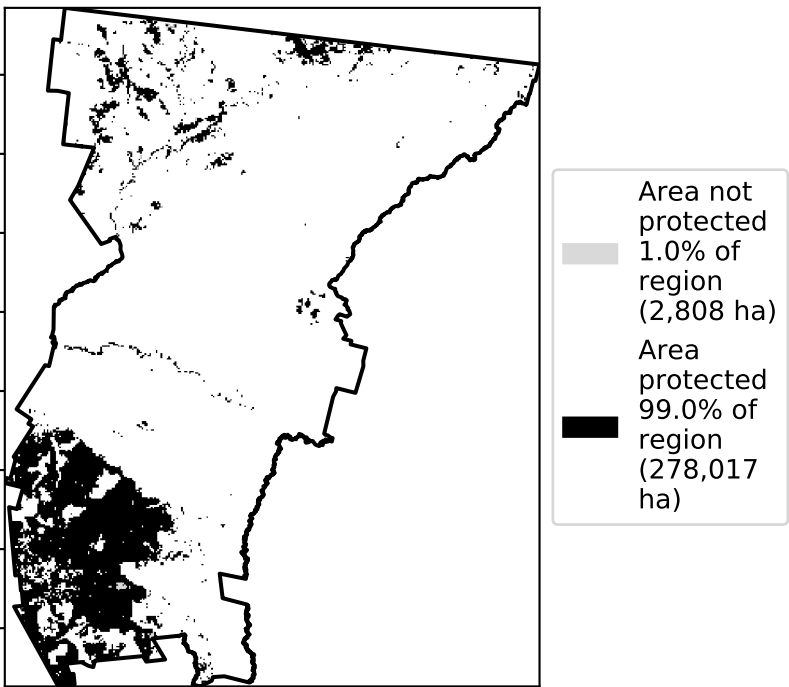 Area not
protected
1.0% of
region
(2,808 ha)
Area
protected
99.0% of
region
(278,017
ha)